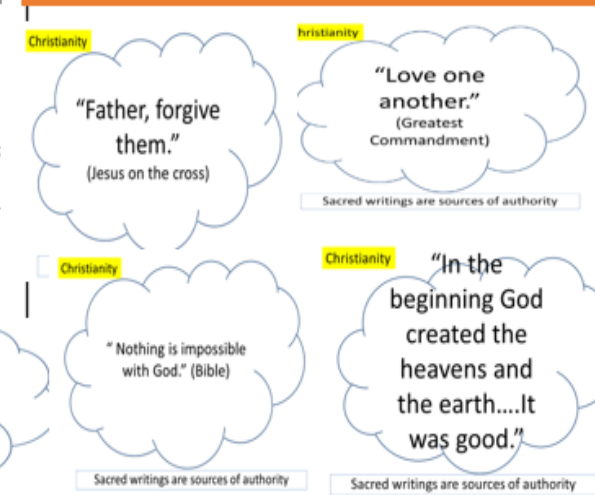 Christianity
“Father, forgive
them.”
(Jesus on the cross)
hristianity
“Love one
another.”
(Greatest
Commandment)
Sacred writings are sources of authority
Christianity
“ Nothing is impossible
with God.” (Bible)
Sacred writings are sources of authority
Christianity
“In the
beginning God
created the
heavens and
the earth....It
was good.”
Sacred writings are sources of authority